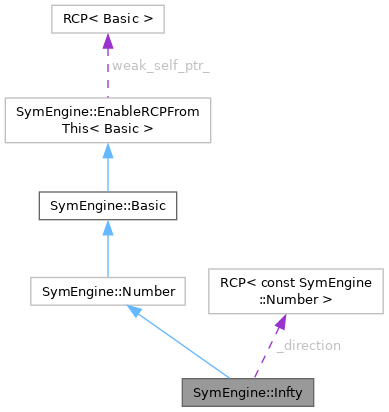 RCP< Basic >
weak_self_ptr_
SymEngine::EnableRCPFrom
This< Basic >
SymEngine::Basic
SymEngine::Number
RCP< const SymEngine
::Number >
_direction
SymEngine::Infty